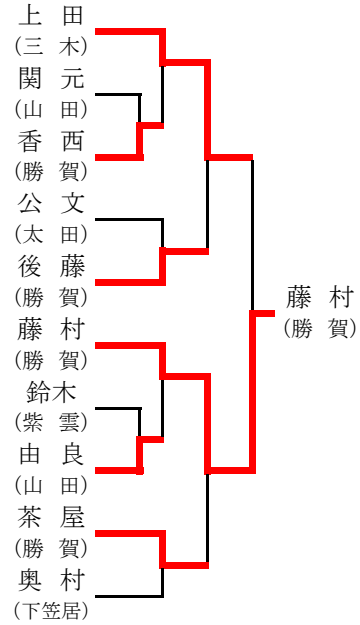 上 田
(三 木)
関 元
(山 田)
香 西
(勝 賀)
公 文
(太 田)
後 藤
(勝 賀)
藤 村
(勝 賀)
鈴木
(紫 雲)
由 良
(山 田)
茶 屋
(勝 賀)
奥 村
(下笠居)
藤 村
(勝 賀)